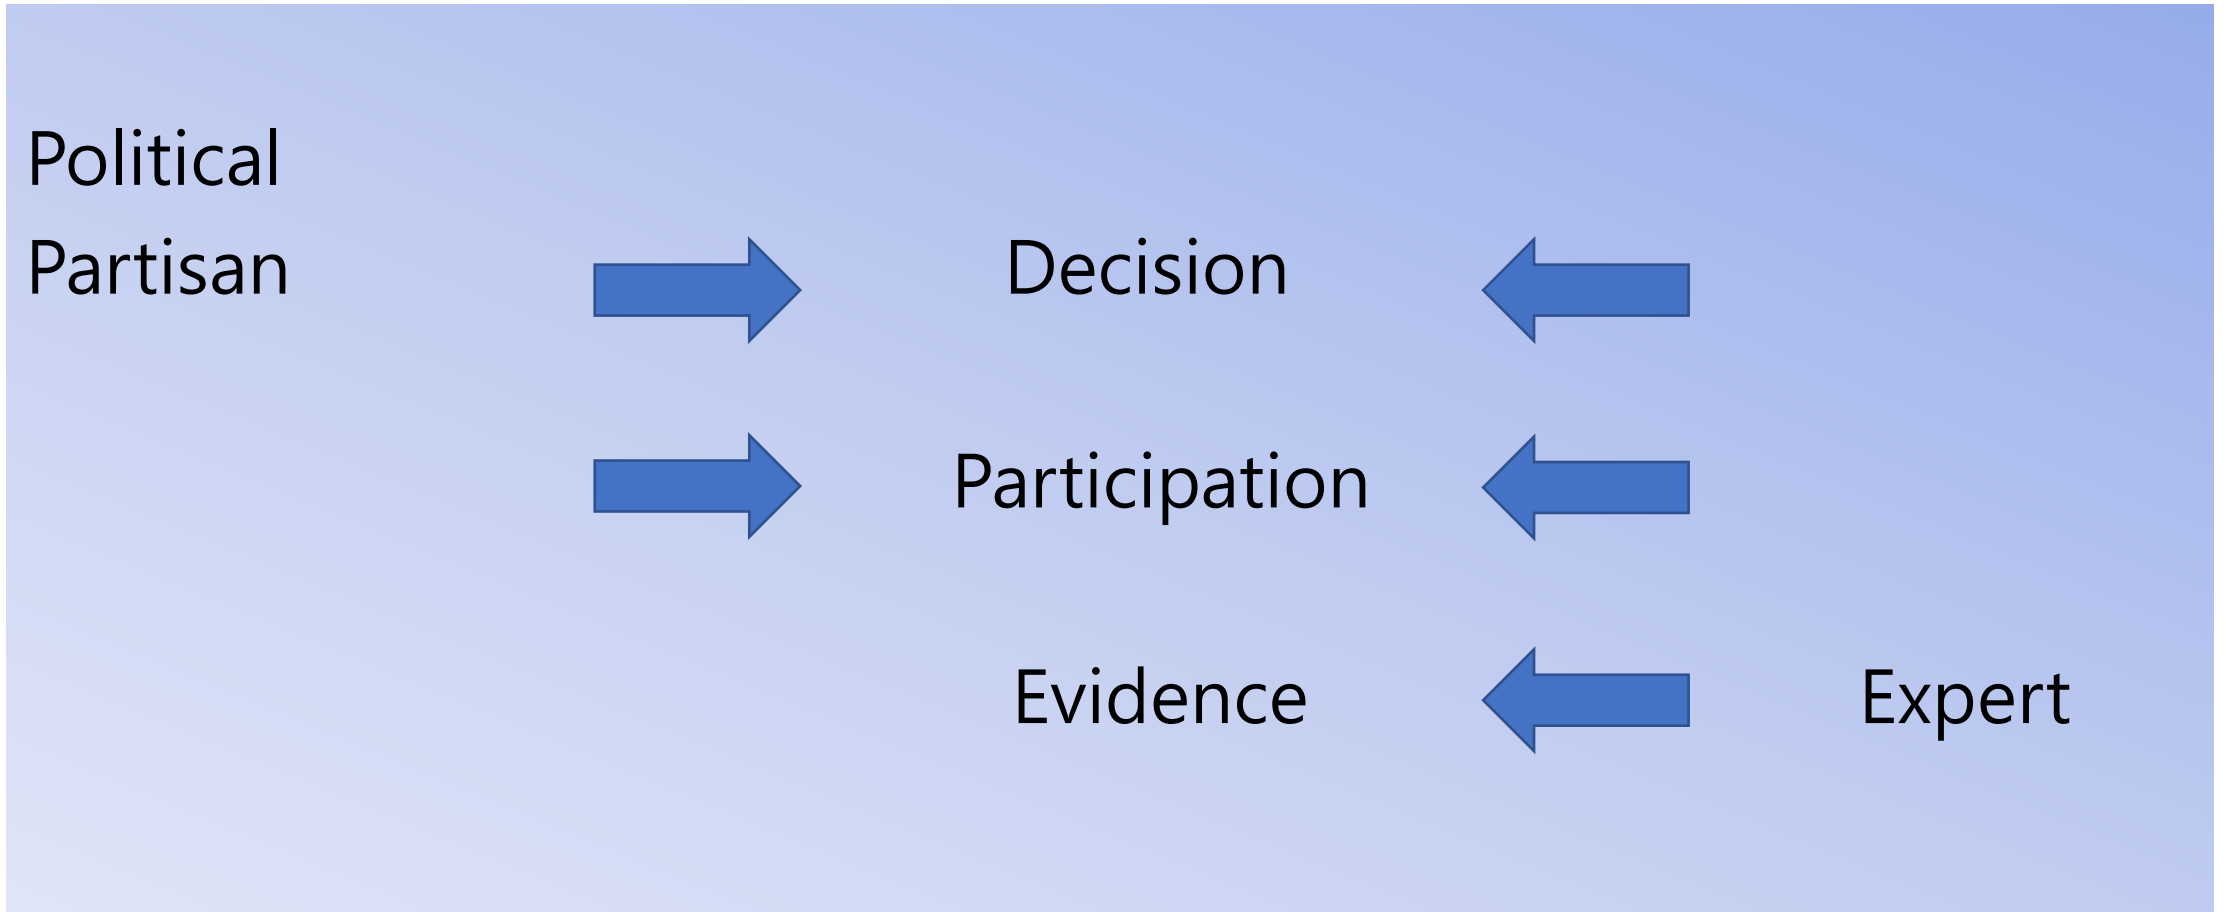 Political
Partisan
Decision
Participation
Evidence
Expert